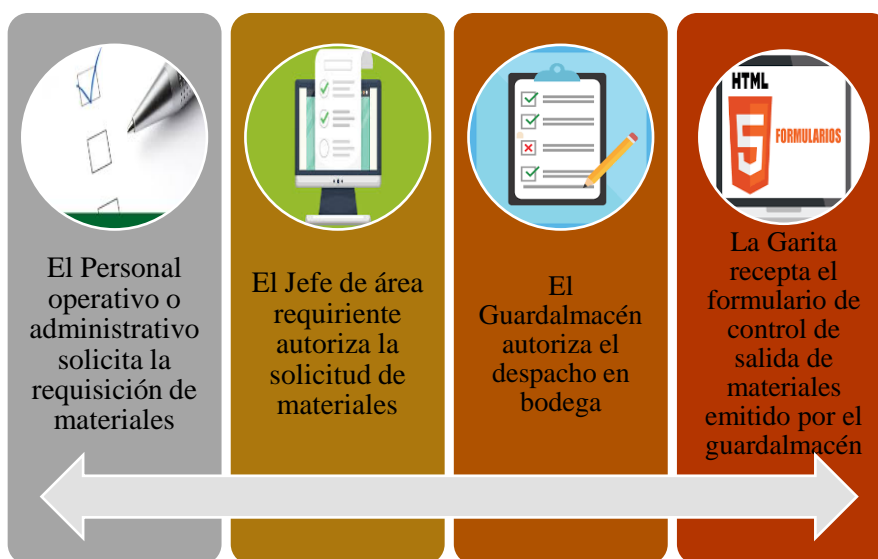 El Personal
operativo o
administrativo
solicita la
requisición de
materiales
El Jefe de área
requiriente
autoriza la
solicitud de
materiales
El
Guardalmacén
autoriza el
despacho en
bodega
HTML
5
FORMULARIOS
La Garita
recepta el
formulario de
control de
salida de
materiales
emitido por el
guardalmacén